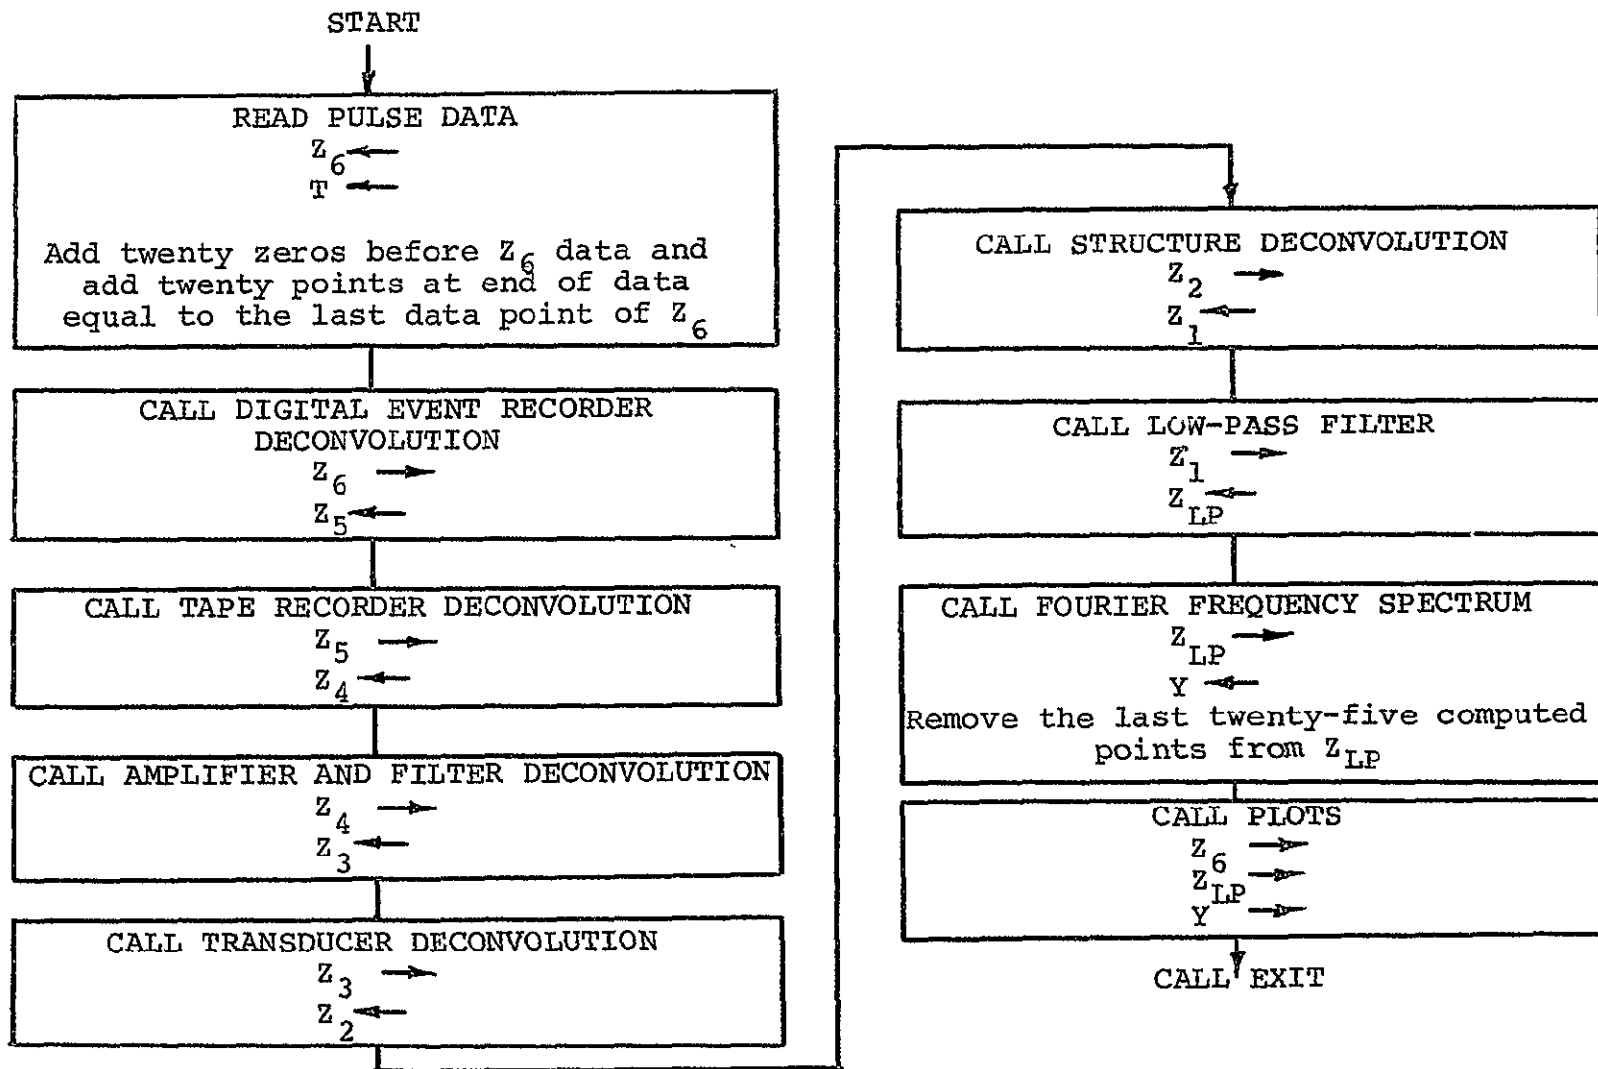 START
READ PULSE DATA
Z₆ ←
T ←
Add twenty zeros before Z₆ data and
add twenty points at end of data
equal to the last data point of Z₆
CALL DIGITAL EVENT RECORDER
DECONVOLUTION
Z₆ →
Z₅ ←
CALL TAPE RECORDER DECONVOLUTION
Z₅ →
Z₄ ←
CALL AMPLIFIER AND FILTER DECONVOLUTION
Z₄ →
Z₃ ←
CALL TRANSDUCER DECONVOLUTION
Z₃ →
Z₂ ←
CALL STRUCTURE DECONVOLUTION
Z₂ →
Z₁ ←
CALL LOW-PASS FILTER
Z₁ →
Z_LP ←
CALL FOURIER FREQUENCY SPECTRUM
Z_LP →
Y ←
Remove the last twenty-five computed
points from Z_LP
CALL PLOTS
Z₆ →
Z_LP →
Y →
CALL EXIT